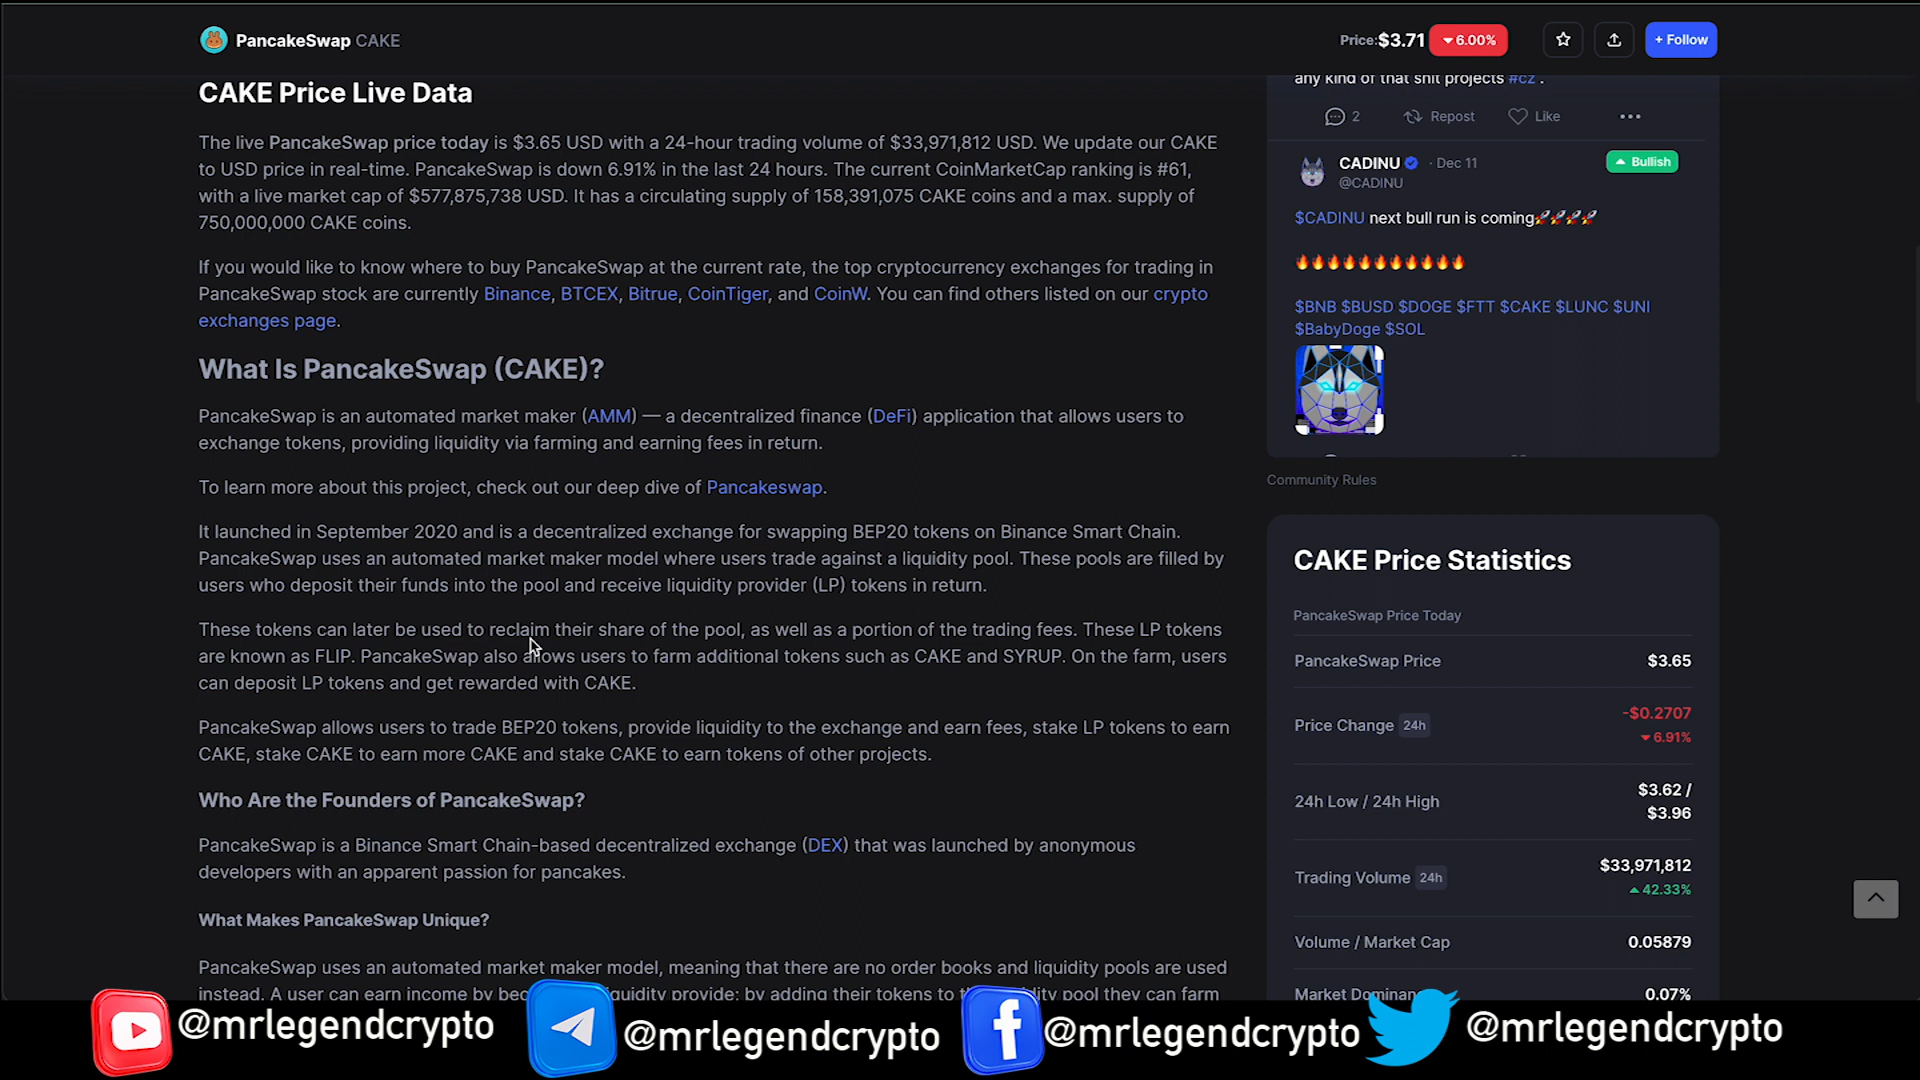 PancakeSwap CAKE
Price:$3.71 6.00% + Follow
CAKE Price Live Data
The live PancakeSwap price today is $3.65 USD with a 24-hour trading volume of $33,971,812 USD. We update our CAKE
to USD price in real-time. PancakeSwap is down 6.91% in the last 24 hours. The current CoinMarketCap ranking is #61,
with a live market cap of $577,875,738 USD. It has a circulating supply of 158,391,075 CAKE coins and a max. supply of
750,000,000 CAKE coins.
If you would like to know where to buy PancakeSwap at the current rate, the top cryptocurrency exchanges for trading in
PancakeSwap stock are currently Binance, BTCEX, Bitrue, CoinTiger, and CoinW. You can find others listed on our crypto
exchanges page.
What Is PancakeSwap (CAKE)?
PancakeSwap is an automated market maker (AMM) — a decentralized finance (DeFi) application that allows users to
exchange tokens, providing liquidity via farming and earning fees in return.
To learn more about this project, check out our deep dive of Pancakeswap.
It launched in September 2020 and is a decentralized exchange for swapping BEP20 tokens on Binance Smart Chain.
PancakeSwap uses an automated market maker model where users trade against a liquidity pool. These pools are filled by
users who deposit their funds into the pool and receive liquidity provider (LP) tokens in return.
These tokens can later be used to reclaim their share of the pool, as well as a portion of the trading fees. These LP tokens
are known as FLIP. PancakeSwap also allows users to farm additional tokens such as CAKE and SYRUP. On the farm, users
can deposit LP tokens and get rewarded with CAKE.
PancakeSwap allows users to trade BEP20 tokens, provide liquidity to the exchange and earn fees, stake LP tokens to earn
CAKE, stake CAKE to earn more CAKE and stake CAKE to earn tokens of other projects.
Who Are the Founders of PancakeSwap?
PancakeSwap is a Binance Smart Chain-based decentralized exchange (DEX) that was launched by anonymous
developers with an apparent passion for pancakes.
What Makes PancakeSwap Unique?
PancakeSwap uses an automated market maker model, meaning that there are no order books and liquidity pools are used
instead. A user can earn income by provide; by adding their tokens to pool they can farm
any kind of that shit projects #cz .
2 Repost Like
CADINU · Dec 11 Bullish
@CADINU
$CADINU next bull run is coming🚀🚀🚀🚀
🔥🔥🔥🔥🔥🔥🔥🔥🔥🔥🔥
$BNB $BUSD $DOGE $FTT $CAKE $LUNC $UNI
$BabyDoge $SOL
Community Rules
CAKE Price Statistics
PancakeSwap Price Today
PancakeSwap Price $3.65
Price Change 24h -$0.2707
6.91%
24h Low / 24h High $3.62 /
$3.96
Trading Volume 24h $33,971,812
42.33%
Volume / Market Cap 0.05879
Market 0.07%
@mrlegendcrypto @mrlegendcrypto @mrlegendcrypto @mrlegendcrypto